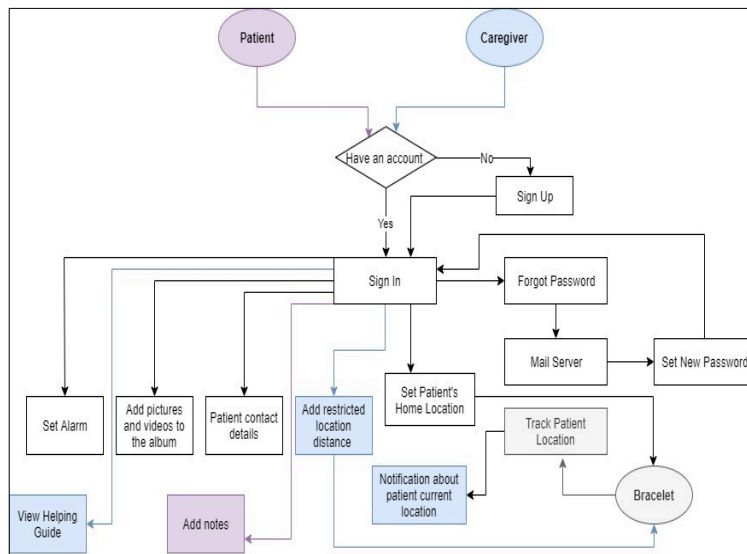 Patient
Caregiver
Have an account
No
Sign Up
Yes
Sign In
Forgot Password
Mail Server
Set New Password
Set Alarm
Add pictures
and videos to
the album
Patient contact
details
Add restricted
location
distance
Set Patient's
Home Location
Track Patient
Location
Notification about
patient current
location
Bracelet
View Helping
Guide
Add notes